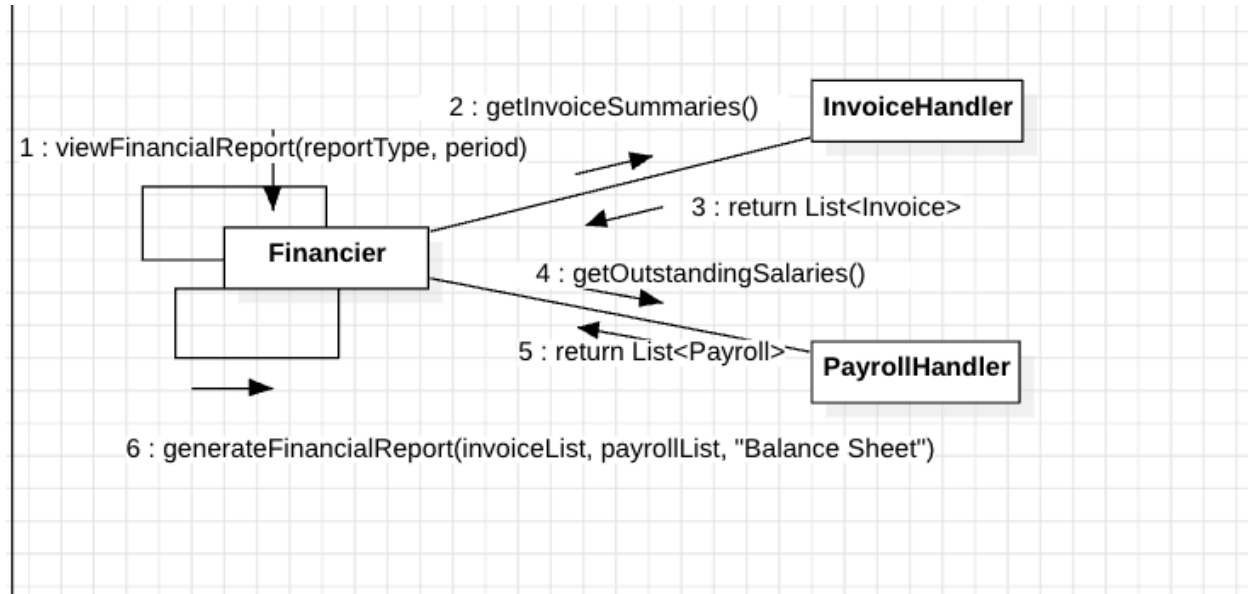 2 : getInvoiceSummaries()
InvoiceHandler
1 : viewFinancialReport(reportType, period)
3 : return List<Invoice>
Financier
4 : getOutstandingSalaries()
5 : return List<Payroll>
PayrollHandler
6 : generateFinancialReport(invoiceList, payrollList, "Balance Sheet")